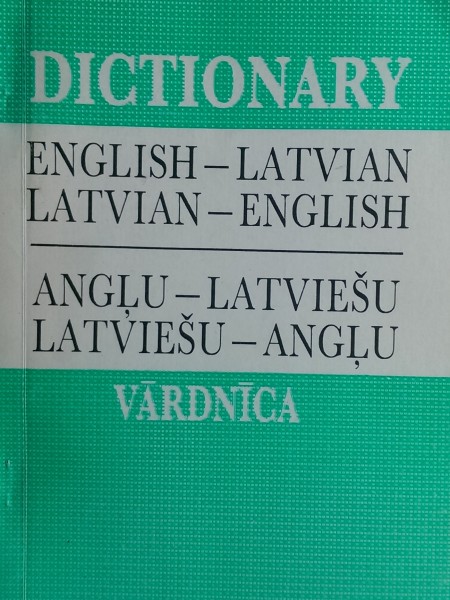 DICTIONARY
ENGLISH – LATVIAN
LATVIAN – ENGLISH
ANGĻU – LATVIEŠU
LATVIEŠU – ANGĻU
VĀRDNĪCA